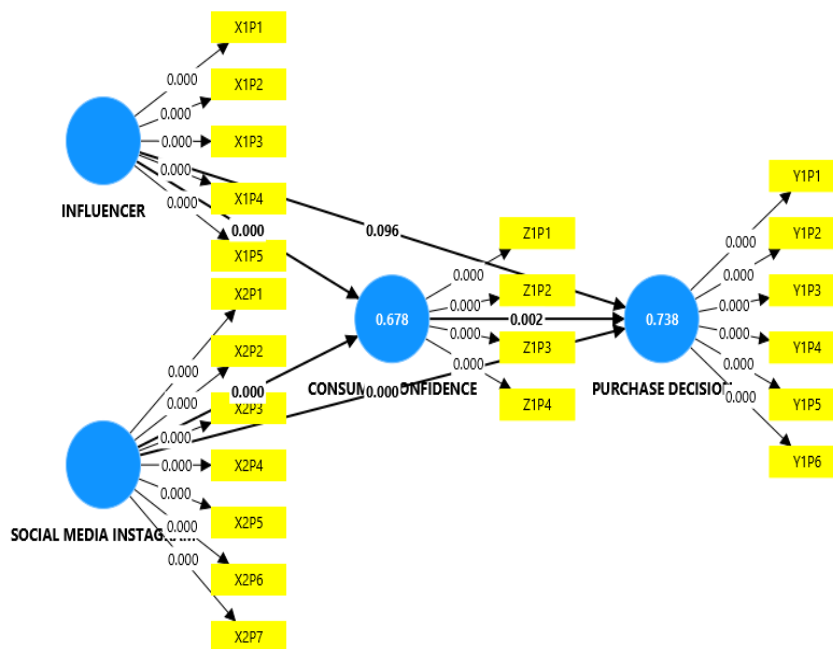 X1P1
0.000
X1P2
0.000
X1P3
0.000
X1P4
0.000
0.000
INFLUENCER
0.000
X1P5
0.096
X2P1
X2P2
0.000
X2P3
0.000
0.000
0.000
X2P4
0.000
X2P5
0.000
X2P6
0.000
0.000
X2P7
SOCIAL MEDIA
0.000
Z1P1
0.000
Z1P2
0.000
0.678
0.002
0.000
Z1P3
0.000
Z1P4
0.738
PURCHASE
Y1P1
0.000
Y1P2
0.000
Y1P3
0.000
Y1P4
0.000
Y1P5
0.000
0.000
Y1P6